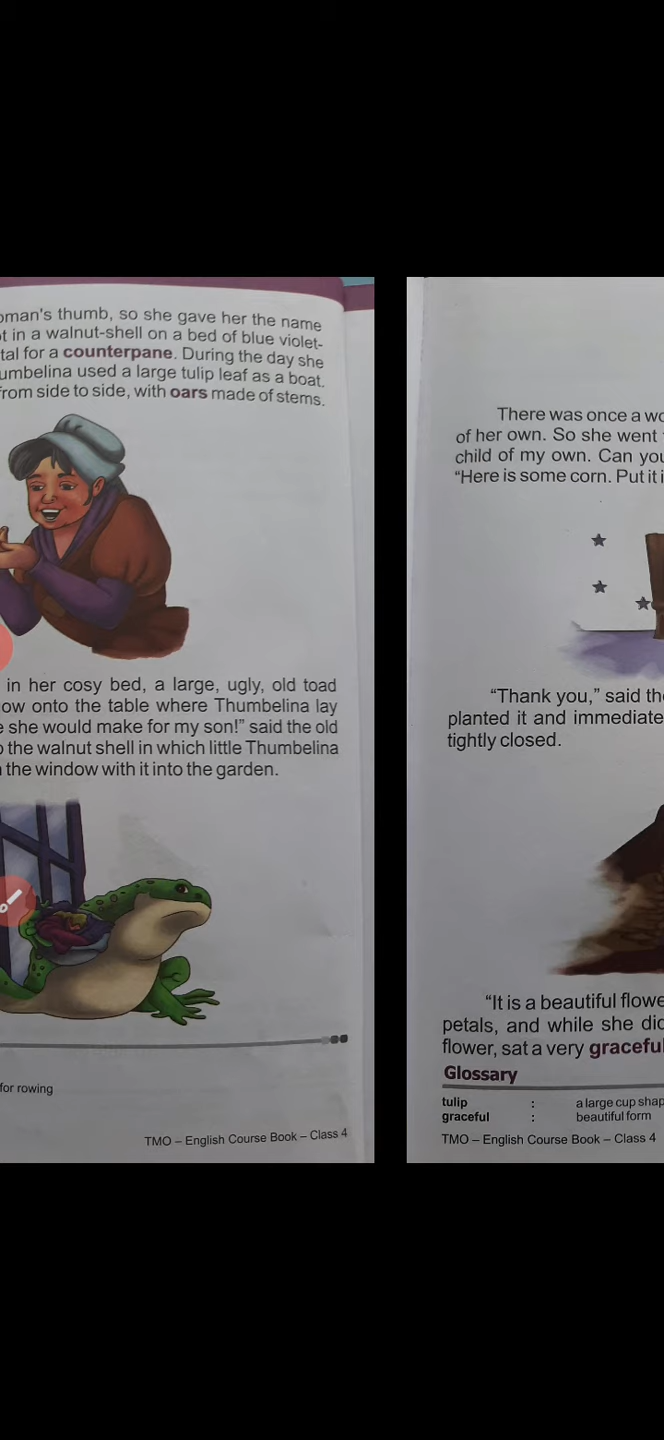 oman's thumb, so she gave her the name
t in a walnut-shell on a bed of blue violet-
tal for a counterpane. During the day she
umbelina used a large tulip leaf as a boat.
from side to side, with oars made of stems.
in her cosy bed, a large, ugly, old toad
ow onto the table where Thumbelina lay
e she would make for my son!" said the old
o the walnut shell in which little Thumbelina
the window with it into the garden.
for rowing
TMO – English Course Book – Class 4
There was once a wo
of her own. So she went
child of my own. Can you
“Here is some corn. Put it i
“Thank you,” said the
planted it and immediate
tightly closed.
“It is a beautiful flowe
petals, and while she did
flower, sat a very graceful
Glossary
tulip : a large cup shap
graceful : beautiful form
TMO – English Course Book – Class 4